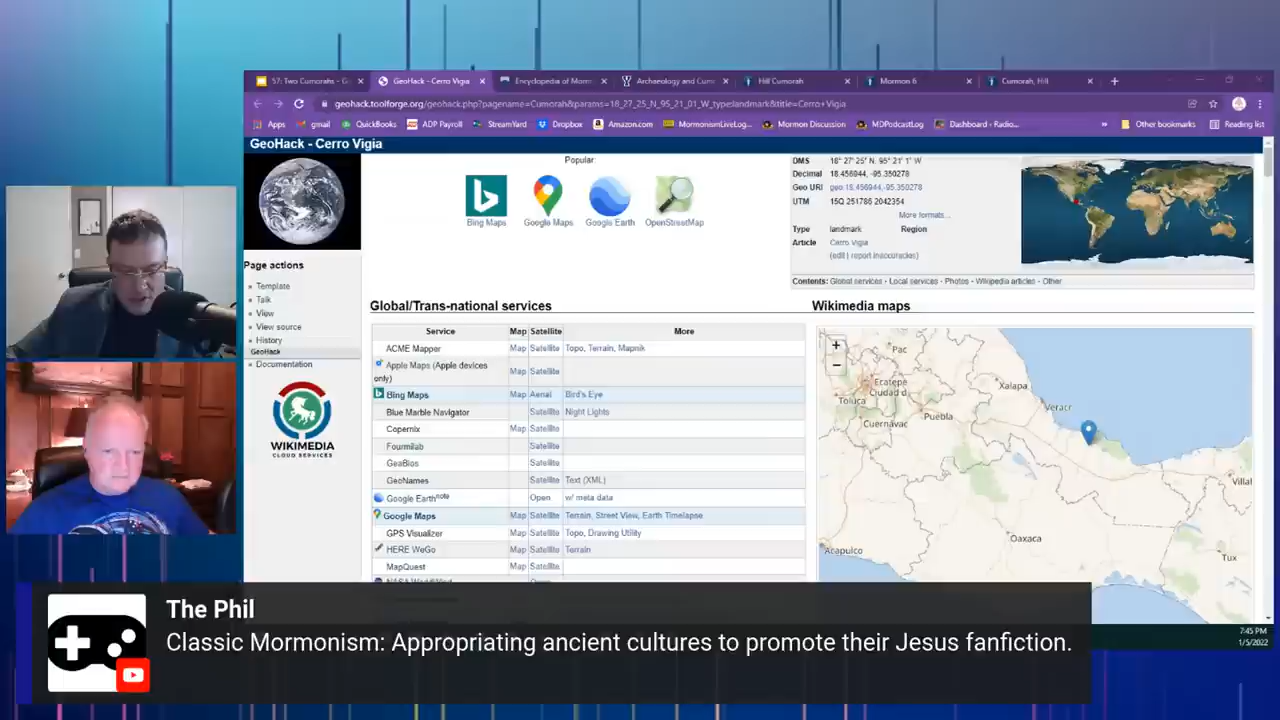 57: Two Cumorahs - G
GeoHack - Cerro Vigia
Encyclopedia of Morm
Archaeology and Cum
Hill Cumorah
Mormon 6
Cumorah, Hill
geohack.toolforge.org/geohack.php?pagename=Cumorah&params=18_27_25_N_95_21_01_W_type:landmark&title=Cerro+Vigia
Apps
gmail
QuickBooks
ADP Payroll
StreamYard
Dropbox
Amazon.com
MormonismLiveLog...
Mormon Discussion
MDPodcastLog
Dashboard - Radio...
Other bookmarks
Reading list
GeoHack - Cerro Vigia
Popular
Bing Maps
Google Maps
Google Earth
OpenStreetMap
DMS 18° 27′ 25″ N, 95° 21′ 1″ W
Decimal 18.456944, -95.350278
Geo URI geo:18.456944,-95.350278
UTM 15Q 251786 2042354
More formats...
Type landmark Region
Article Cerro Vigia
(edit | report inaccuracies)
Contents: Global services - Local services - Photos - Wikipedia articles - Other
Page actions
Template
Talk
View
View source
History
GeoHack
Documentation
WIKIMEDIA
CLOUD SERVICES
Global/Trans-national services
Service Map Satellite More
ACME Mapper Map Satellite Topo, Terrain, Mapnik
Apple Maps (Apple devices only) Map Satellite
Bing Maps Map Aerial Bird's Eye
Blue Marble Navigator Satellite Night Lights
Copernix Map Satellite
Fourmilab Satellite
GeaBios Satellite
GeoNames Satellite Text (XML)
Google Earth note Open w/ meta data
Google Maps Map Satellite Terrain, Street View, Earth Timelapse
GPS Visualizer Map Satellite Topo, Drawing Utility
HERE WeGo Map Satellite Terrain
MapQuest Map Satellite
Wikimedia maps
+
−
Pac
Ecatepe
Ciudad d
Toluca
Cuernavac
Puebla
Xalapa
Veracr
Oaxaca
Acapulco
Villal
Tux
7:45 PM
1/5/2022
The Phil
Classic Mormonism: Appropriating ancient cultures to promote their Jesus fanfiction.